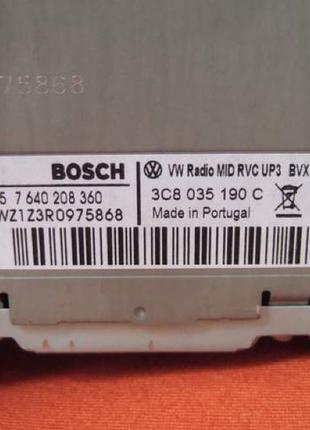 75868
BOSCH VW Radio MID RVC UP3 BVX
5 7 640 208 360 3C8 035 190 C
WZ1Z3R0975868 Made in Portugal